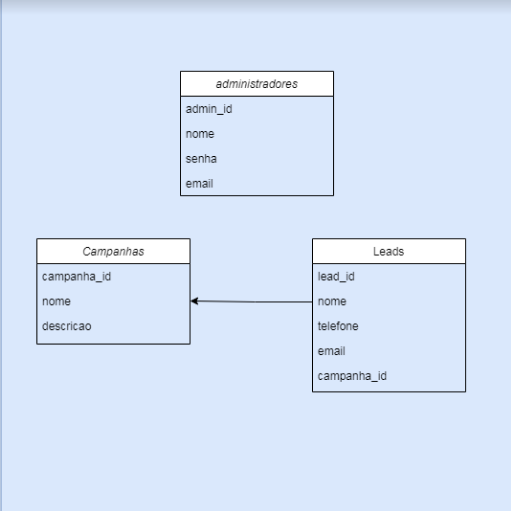 administradores
admin_id
nome
senha
email
Campanhas
campanha_id
nome
descricao
Leads
lead_id
nome
telefone
email
campanha_id